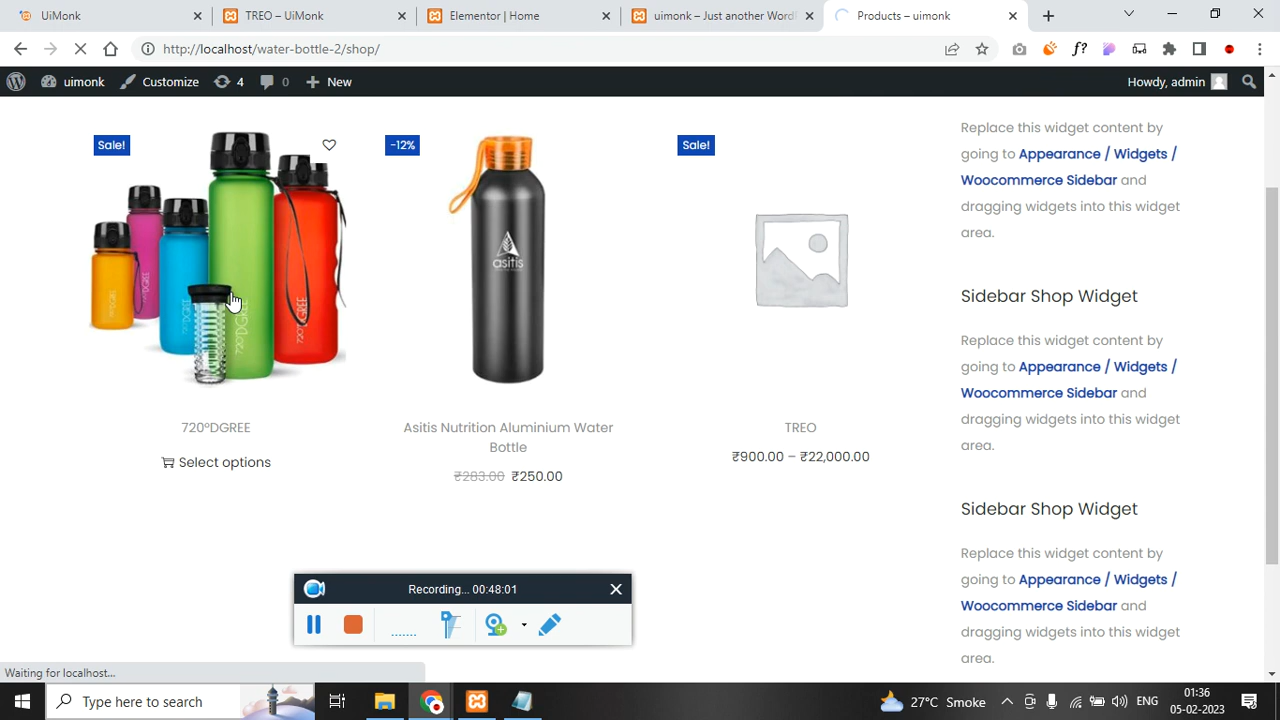 UiMonk
TREO – UiMonk
Elementor | Home
uimonk – Just another WordP
Products – uimonk
http://localhost/water-bottle-2/shop/
f?
uimonk
Customize
4
0
New
Howdy, admin
Sale!
-12%
Sale!
asitis
720°DGREE
720°DGREE
720°DGREE
Select options
Asitis Nutrition Aluminium Water
Bottle
₹283.00 ₹250.00
TREO
₹900.00 – ₹22,000.00
Replace this widget content by
going to Appearance / Widgets /
Woocommerce Sidebar and
dragging widgets into this widget
area.
Sidebar Shop Widget
Replace this widget content by
going to Appearance / Widgets /
Woocommerce Sidebar and
dragging widgets into this widget
area.
Sidebar Shop Widget
Replace this widget content by
going to Appearance / Widgets /
Woocommerce Sidebar and
dragging widgets into this widget
area.
Recording... 00:48:01
Waiting for localhost...
Type here to search
27°C Smoke
ENG
01:36
05-02-2023